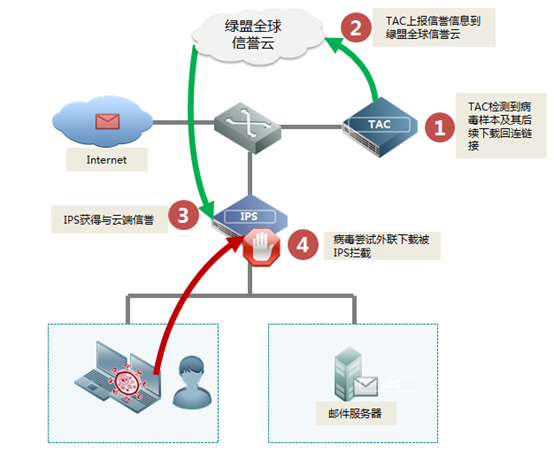 绿盟全球
信誉云
2
TAC上报信誉信息到
绿盟全球信誉云
TAC
1
TAC检测到病
毒样本及其后
续下载回连链
接
Internet
IPS获得与云端信誉
3
IPS
4
病毒尝试外联下载被
IPS拦截
邮件服务器